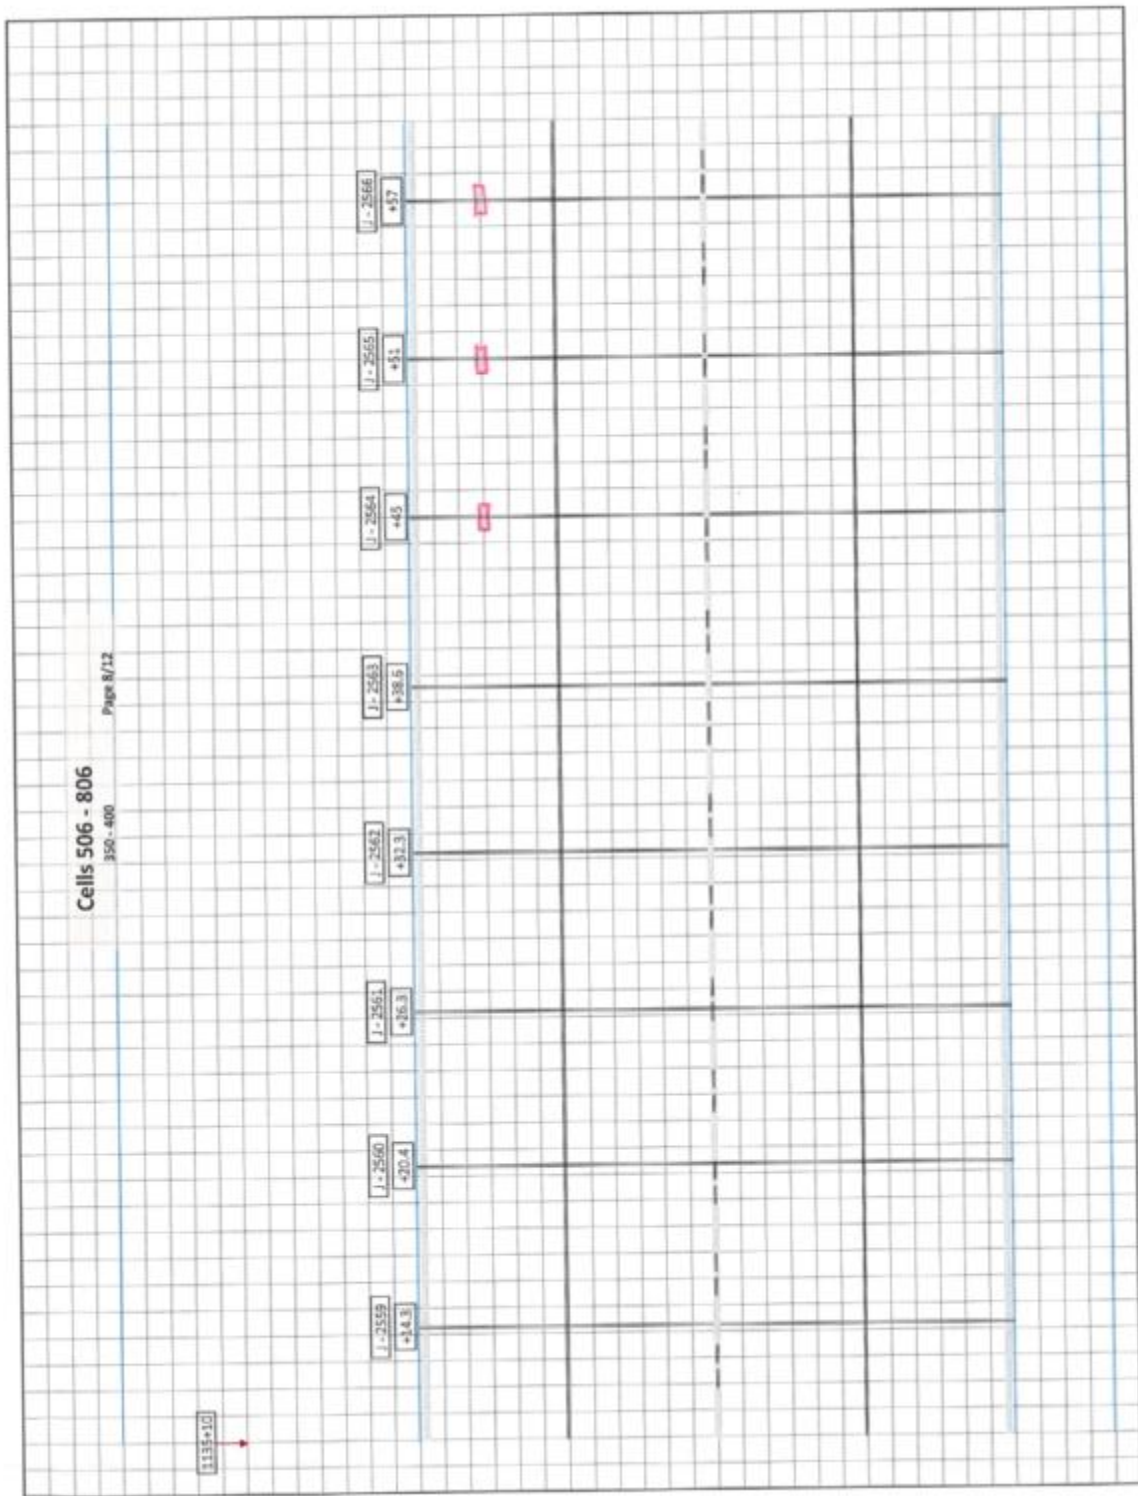 Cells 506 - 806
350 - 400 Page 8/12
1135+10
J - 2559
+14.3
J - 2560
+20.4
J - 2561
+26.3
J - 2562
+32.3
J - 2563
+38.6
J - 2564
+45
J - 2565
+51
J - 2566
+57